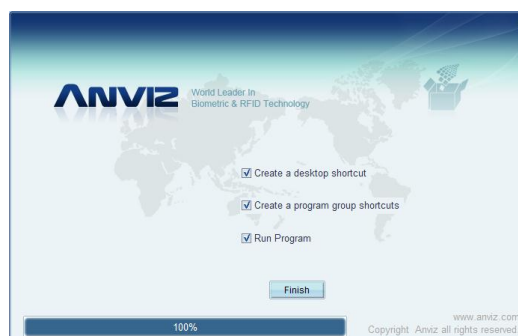 ANVIZ
World Leader In
Biometric & RFID Technology
Create a desktop shortcut
Create a program group shortcuts
Run Program
Finish
100%
www.anviz.com
Copyright Anviz all rights reserved.